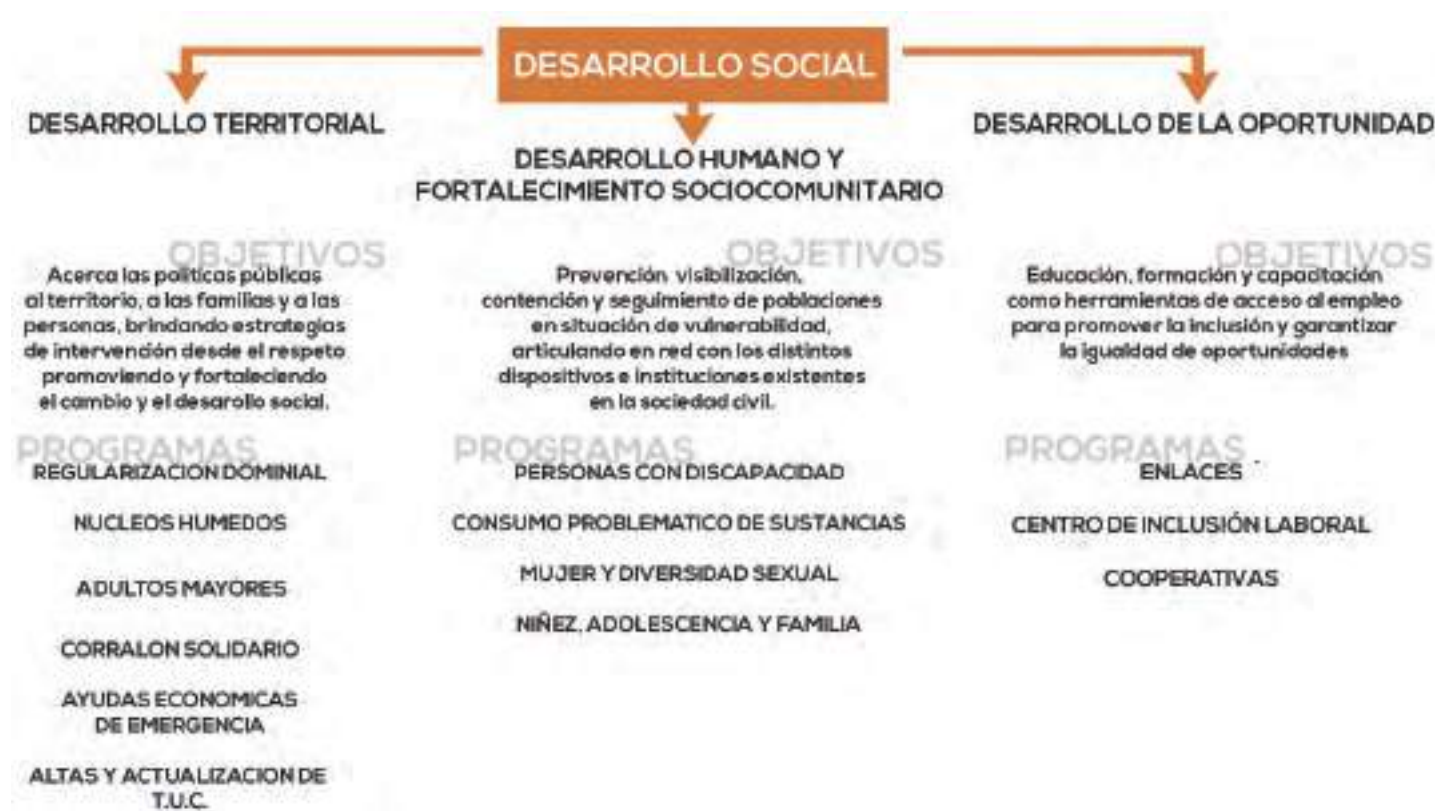 DESARROLLO SOCIAL
DESARROLLO TERRITORIAL
OBJETIVOS
Acerca las políticas públicas
al territorio, a las familias y a las
personas, brindando estrategias
de intervención desde el respeto
promoviendo y fortaleciendo
el cambio y el desarollo social.
PROGRAMAS
REGULARIZACION DOMINIAL
NUCLEOS HUMEDOS
ADULTOS MAYORES
CORRALON SOLIDARIO
AYUDAS ECONOMICAS
DE EMERGENCIA
ALTAS Y ACTUALIZACION DE
T.U.C.
DESARROLLO HUMANO Y
FORTALECIMIENTO SOCIOCOMUNITARIO
OBJETIVOS
Prevención visibilización,
contención y seguimiento de poblaciones
en situación de vulnerabilidad,
articulando en red con los distintos
dispositivos e instituciones existentes
en la sociedad civil.
PROGRAMAS
PERSONAS CON DISCAPACIDAD
CONSUMO PROBLEMATICO DE SUSTANCIAS
MUJER Y DIVERSIDAD SEXUAL
NIÑEZ, ADOLESCENCIA Y FAMILIA
DESARROLLO DE LA OPORTUNIDAD
OBJETIVOS
Educación, formación y capacitación
como herramientas de acceso al empleo
para promover la inclusión y garantizar
la igualdad de oportunidades
PROGRAMAS
ENLACES
CENTRO DE INCLUSIÓN LABORAL
COOPERATIVAS